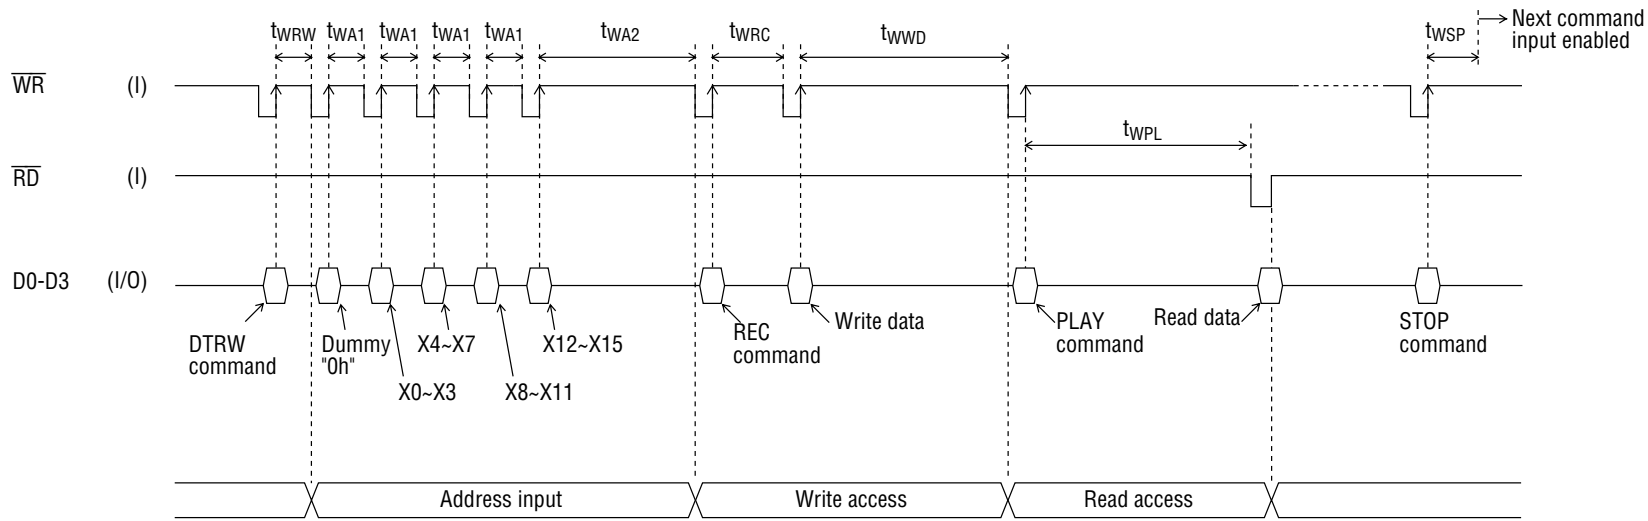 tWRW tWA1 tWA1 tWA1 tWA1 tWA2 tWRC tWWD tWSP Next command
input enabled
WR (I)
tWPL
RD (I)
D0-D3 (I/O)
DTRW
command
Dummy
"0h"
X0~X3
X4~X7
X8~X11
X12~X15
REC
command
Write data
PLAY
command
Read data
STOP
command
Address input Write access Read access